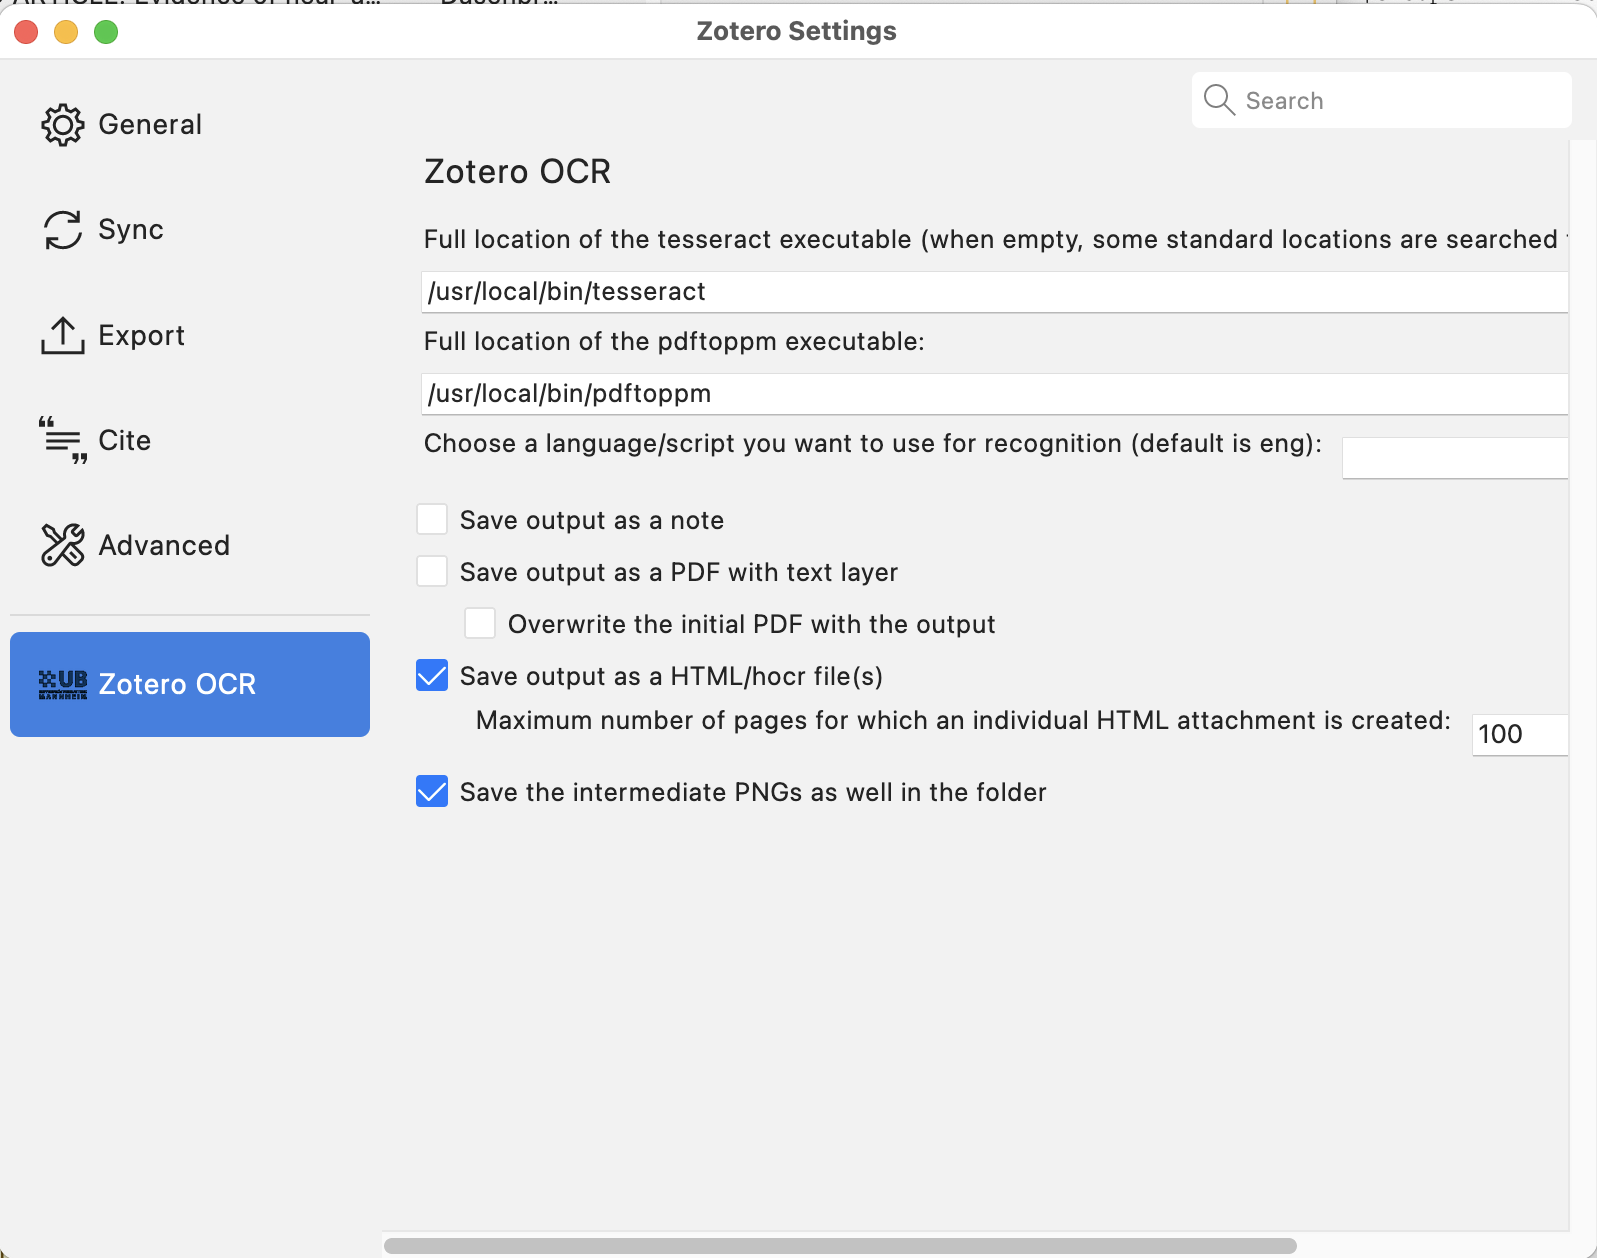 Zotero Settings
General
Sync
Export
Cite
Advanced
UB
MANNHEIM
Zotero OCR
Search
Zotero OCR
Full location of the tesseract executable (when empty, some standard locations are searched
/usr/local/bin/tesseract
Full location of the pdftoppm executable:
/usr/local/bin/pdftoppm
Choose a language/script you want to use for recognition (default is eng):
Save output as a note
Save output as a PDF with text layer
Overwrite the initial PDF with the output
Save output as a HTML/hocr file(s)
Maximum number of pages for which an individual HTML attachment is created:
100
Save the intermediate PNGs as well in the folder